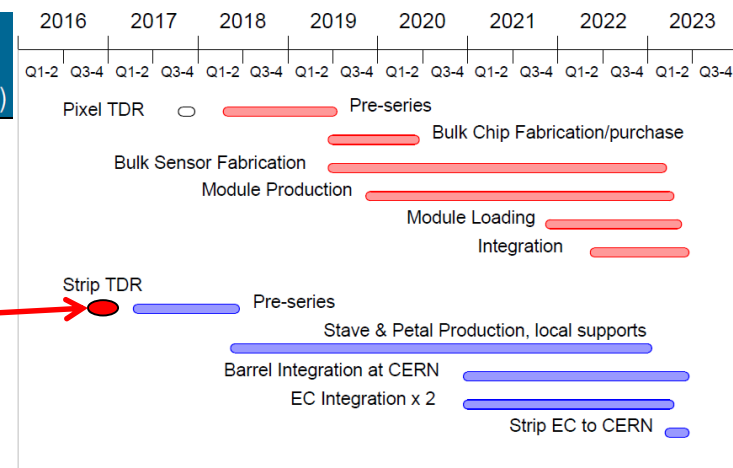 2016 2017 2018 2019 2020 2021 2022 2023
Q1-2 Q3-4 Q1-2 Q3-4 Q1-2 Q3-4 Q1-2 Q3-4 Q1-2 Q3-4 Q1-2 Q3-4 Q1-2 Q3-4 Q1-2 Q3-4
)
Pixel TDR Pre-series
Bulk Chip Fabrication/purchase
Bulk Sensor Fabrication
Module Production
Module Loading
Integration
Strip TDR
Pre-series
Stave & Petal Production, local supports
Barrel Integration at CERN
EC Integration x 2
Strip EC to CERN